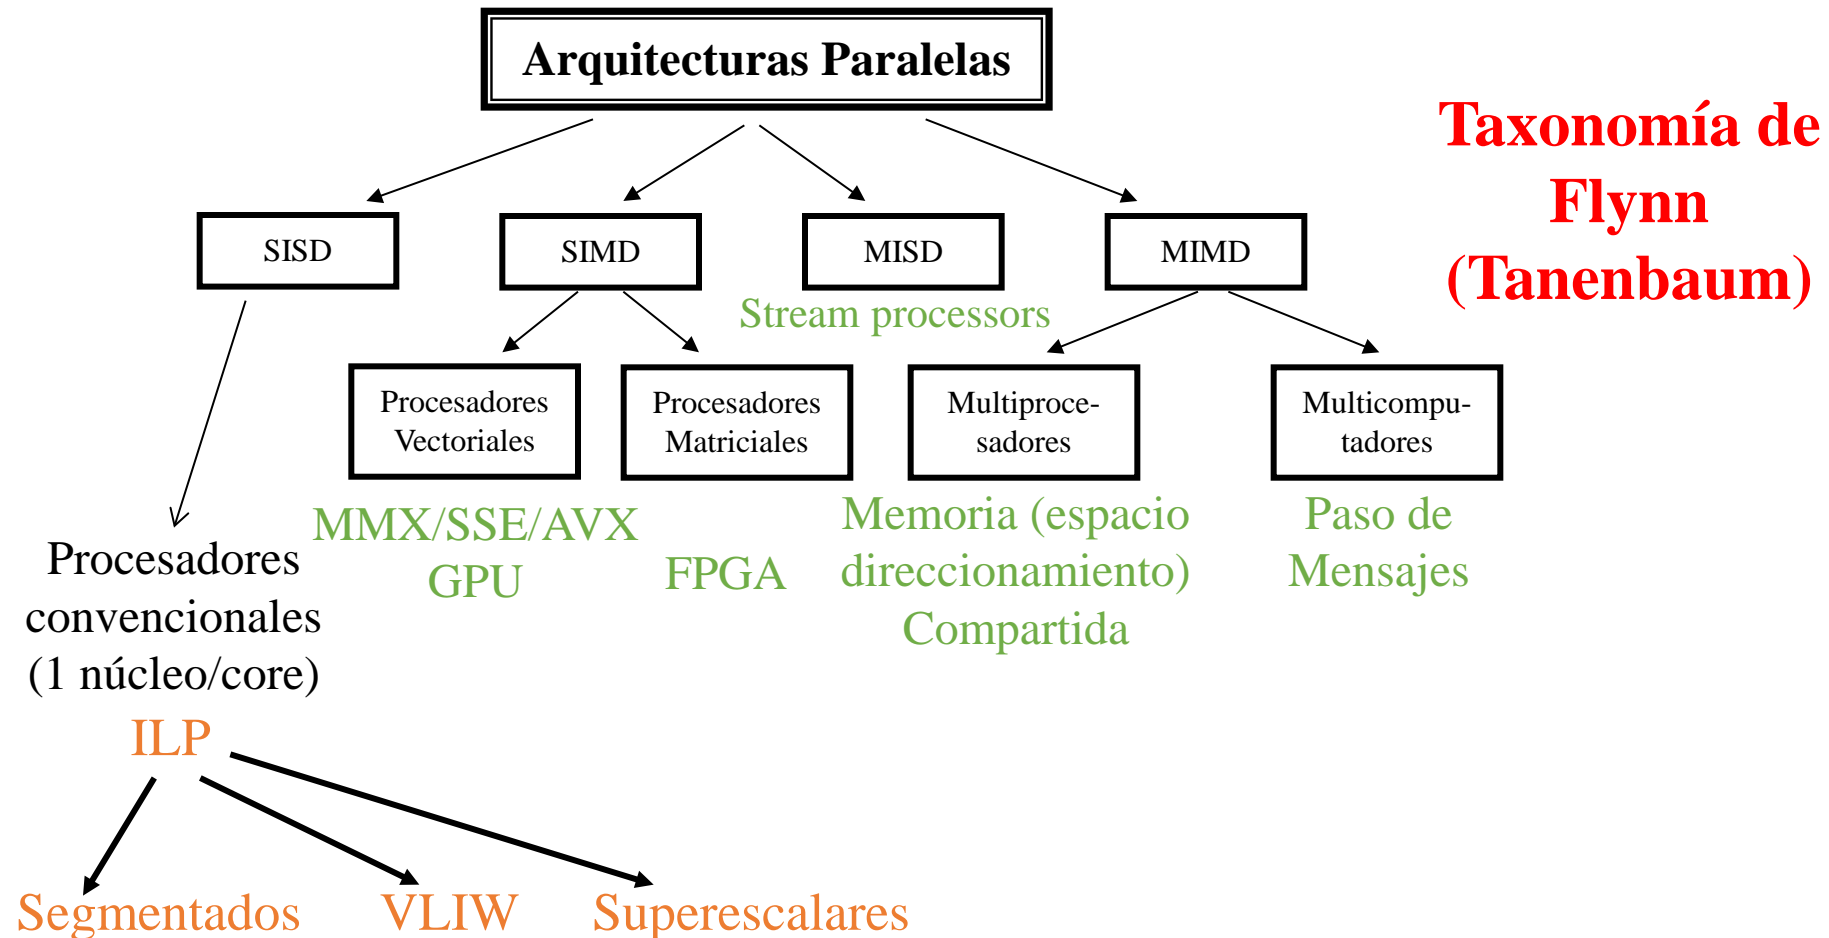 Arquitecturas Paralelas
Taxonomía de
Flynn
(Tanenbaum)
SISD
SIMD
MISD
MIMD
Stream processors
Procesadores
Vectoriales
Procesadores
Matriciales
Multiproce-
sadores
Multicompu-
tadores
MMX/SSE/AVX
GPU
FPGA
Memoria (espacio
direccionamiento)
Compartida
Paso de
Mensajes
Procesadores
convencionales
(1 núcleo/core)
ILP
Segmentados
VLIW
Superescalares